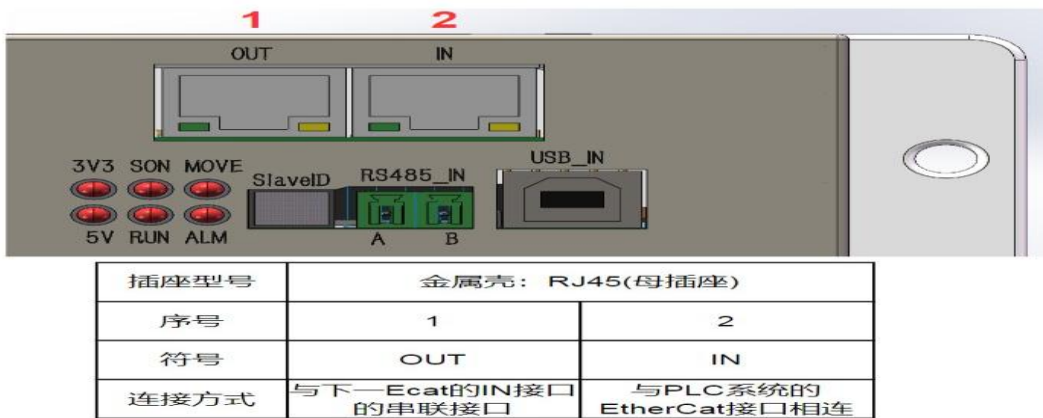 1 2
OUT IN
3V3 SON MOVE
SlaveID RS485_IN USB_IN
5V RUN ALM A B
插座型号 金属壳：RJ45(母插座)
序号 1 2
符号 OUT IN
连接方式 与下一Ecat的IN接口的串联接口 与PLC系统的EtherCat接口相连